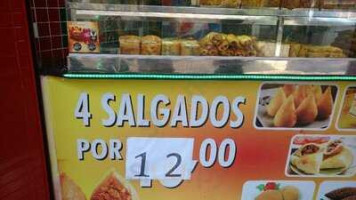 4 SALGADOS
POR 12,00